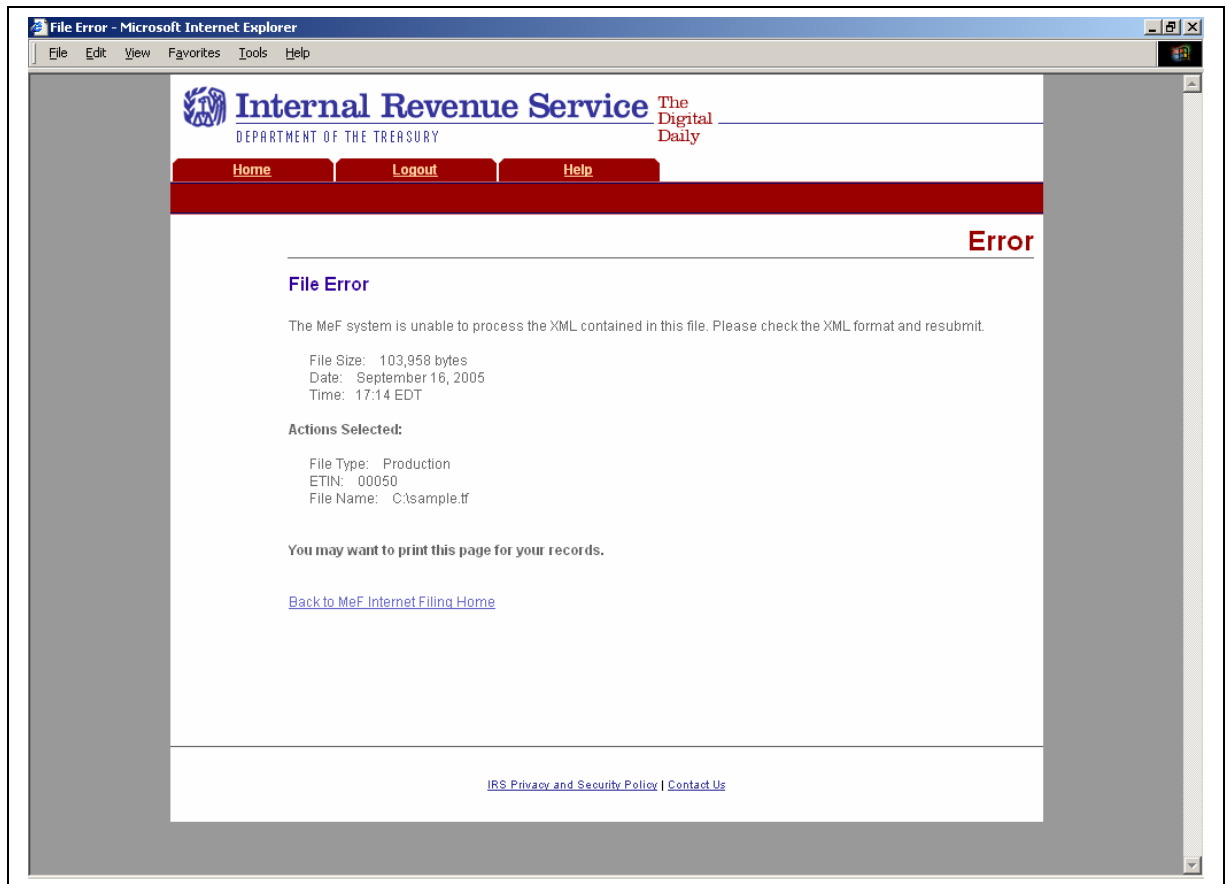 File Error - Microsoft Internet Explorer
File Edit View Favorites Tools Help
Internal Revenue Service
DEPARTMENT OF THE TREASURY
The
Digital
Daily
Home Logout Help
Error
File Error
The MeF system is unable to process the XML contained in this file. Please check the XML format and resubmit.
File Size: 103,958 bytes
Date: September 16, 2005
Time: 17:14 EDT
Actions Selected:
File Type: Production
ETIN: 00050
File Name: C:\sample.tf
You may want to print this page for your records.
Back to MeF Internet Filing Home
IRS Privacy and Security Policy | Contact Us